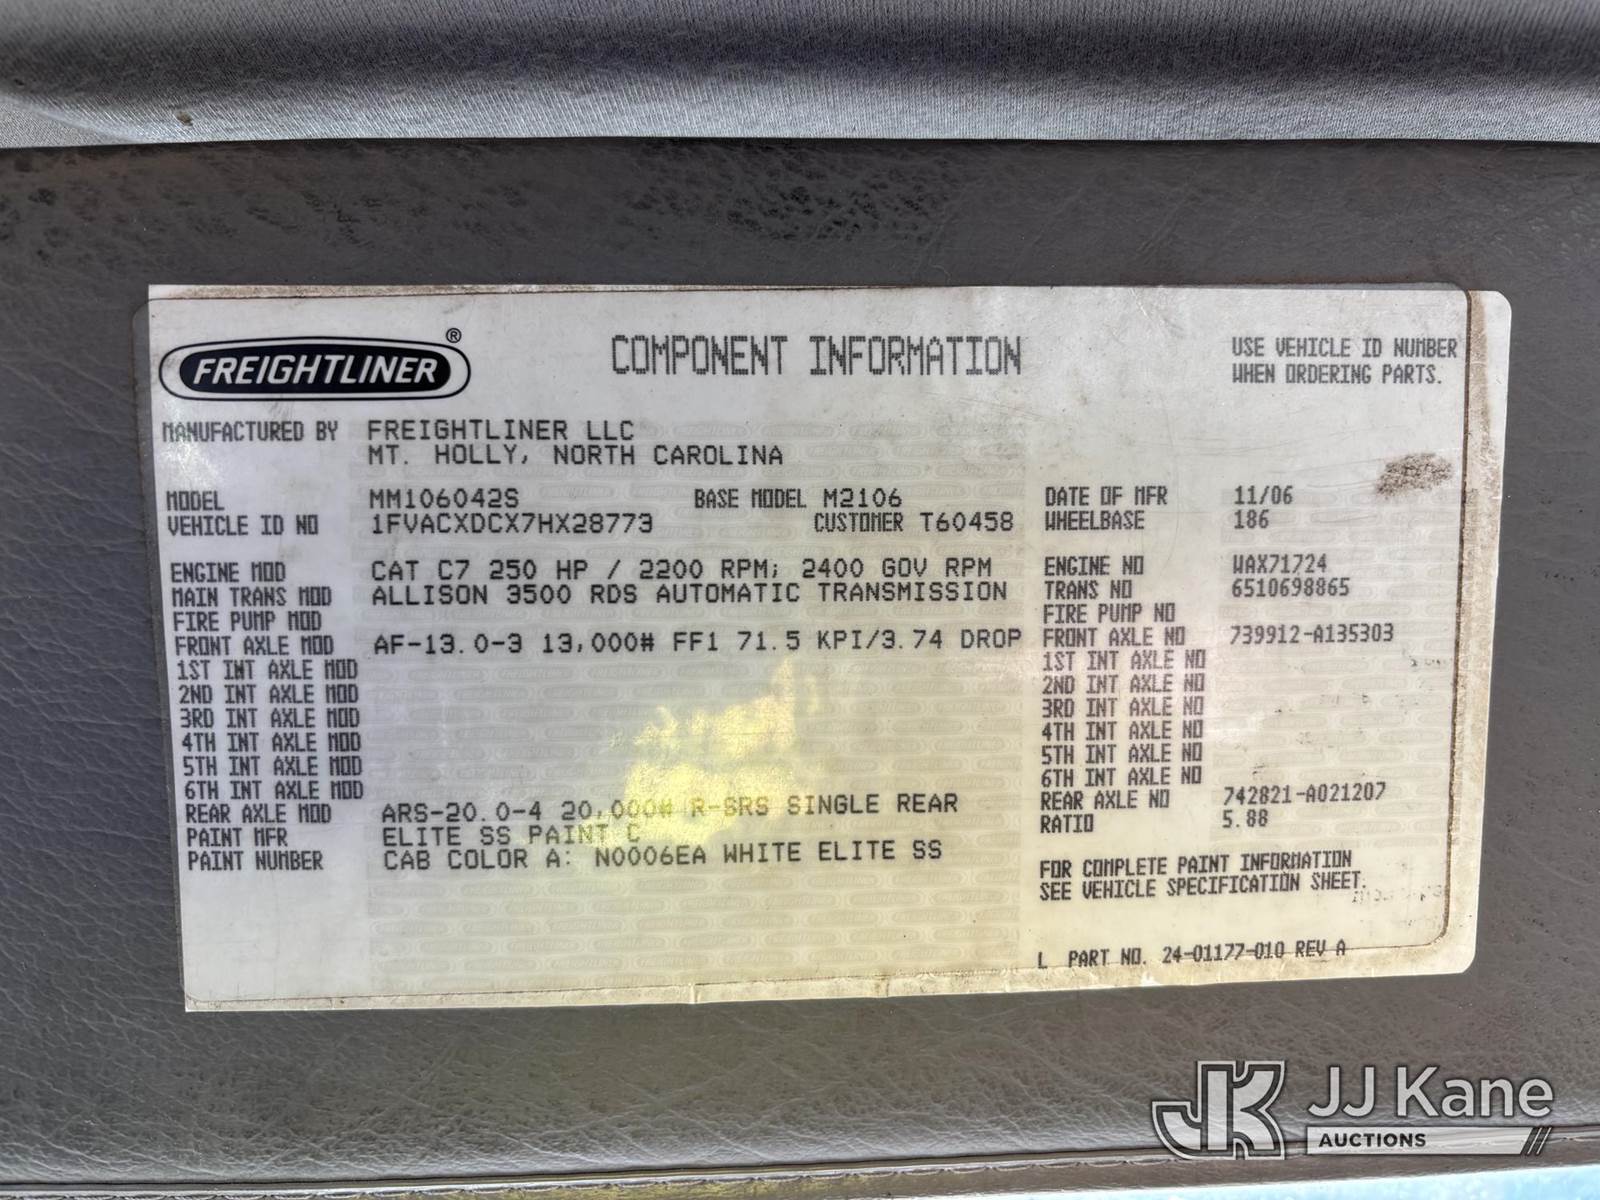 FREIGHTLINER ®
COMPONENT INFORMATION
USE VEHICLE ID NUMBER
WHEN ORDERING PARTS.
MANUFACTURED BY FREIGHTLINER LLC
MT. HOLLY, NORTH CAROLINA
MODEL MM106042S BASE MODEL M2106 DATE OF MFR 11/06
VEHICLE ID NO 1FVACXDCX7HX28773 CUSTOMER T60458 WHEELBASE 186
ENGINE MOD CAT C7 250 HP / 2200 RPM; 2400 GOV RPM ENGINE NO WAX71724
MAIN TRANS MOD ALLISON 3500 RDS AUTOMATIC TRANSMISSION TRANS NO 6510698865
FIRE PUMP MOD FIRE PUMP NO
FRONT AXLE MOD AF-13.0-3 13,000# FF1 71.5 KPI/3.74 DROP FRONT AXLE NO 739912-A135303
1ST INT AXLE MOD 1ST INT AXLE NO
2ND INT AXLE MOD 2ND INT AXLE NO
3RD INT AXLE MOD 3RD INT AXLE NO
4TH INT AXLE MOD 4TH INT AXLE NO
5TH INT AXLE MOD 5TH INT AXLE NO
6TH INT AXLE MOD 6TH INT AXLE NO
REAR AXLE MOD ARS-20.0-4 20,000# R-SRS SINGLE REAR REAR AXLE NO 742821-A021207
PAINT MFR ELITE SS PAINT C RATIO 5.88
PAINT NUMBER CAB COLOR A: N0006EA WHITE ELITE SS
FOR COMPLETE PAINT INFORMATION
SEE VEHICLE SPECIFICATION SHEET.
L PART NO. 24-01177-010 REV A
JK JJ Kane
AUCTIONS